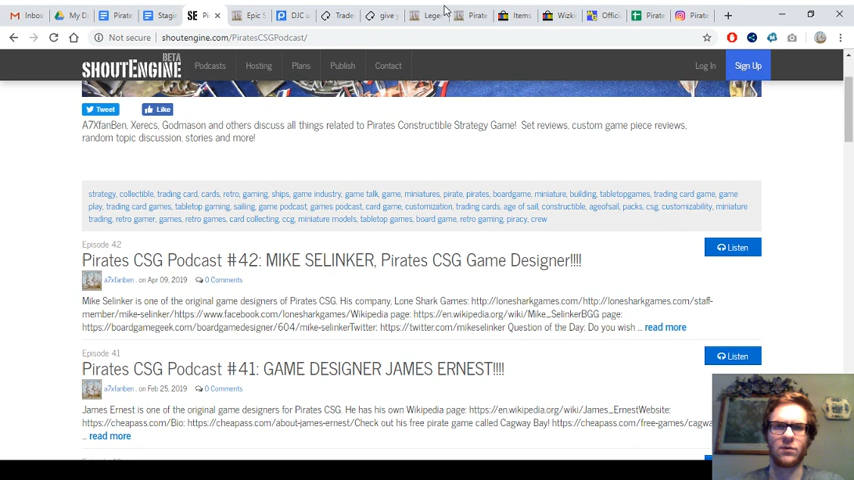 Inbox
My D
Pirate
Stagi
Pi
Epic S
DJC u
Trade
give y
Lege
Pirate
Items
Wizki
Offici
Pirate
Pirate
Not secure
shoutengine.com/PiratesCSGPodcast/
BETA
SHOUTENGINE
Podcasts
Hosting
Plans
Publish
Contact
Log In
Sign Up
Tweet
Like
A7XfanBen, Xerecs, Godmason and others discuss all things related to Pirates Constructible Strategy Game! Set reviews, custom game piece reviews,
random topic discussion, stories and more!
strategy, collectible, trading card, cards, retro, gaming, ships, game industry, game talk, game, miniatures, pirate, pirates, boardgame, miniature, building, tabletopgames, trading card game, game
play, trading card games, tabletop gaming, sailing, game podcast, games podcast, card game, customization, trading cards, age of sail, constructible, ageofsail, packs, csg, customizability, miniature
trading, retro gamer, games, retro games, card collecting, ccg, miniature models, tabletop games, board game, retro gaming, piracy, crew
Episode 42
Listen
Pirates CSG Podcast #42: MIKE SELINKER, Pirates CSG Game Designer!!!!
a7xfanben . on Apr 09, 2019
0 Comments
Mike Selinker is one of the original game designers of Pirates CSG. His company, Lone Shark Games: http://lonesharkgames.com/http://lonesharkgames.com/staff-
member/mike-selinker/https://www.facebook.com/lonesharkgames/Wikipedia page: https://en.wikipedia.org/wiki/Mike_SelinkerBGG page:
https://boardgamegeek.com/boardgamedesigner/604/mike-selinkerTwitter: https://twitter.com/mikeselinker Question of the Day: Do you wish ... read more
Episode 41
Listen
Pirates CSG Podcast #41: GAME DESIGNER JAMES ERNEST!!!!
a7xfanben . on Feb 25, 2019
0 Comments
James Ernest is one of the original game designers for Pirates CSG. He has his own Wikipedia page: https://en.wikipedia.org/wiki/James_ErnestWebsite:
https://cheapass.com/Bio: https://cheapass.com/about-james-ernest/Check out his free pirate game called Cagway Bay! https://cheapass.com/free-games/cagw
... read more